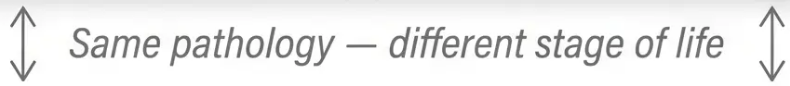 Same pathology — different stage of life